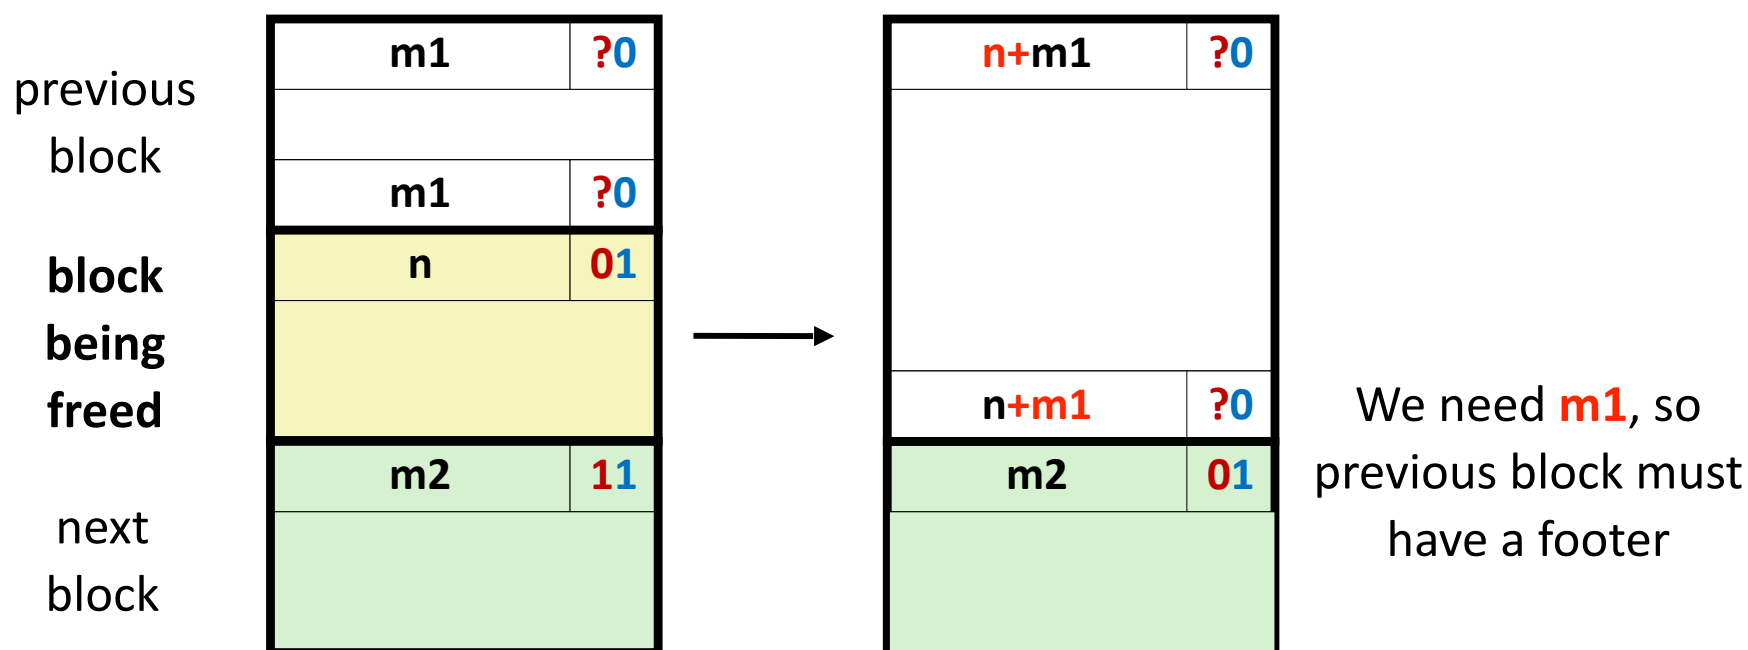 previous
block
m1 ?0
m1 ?0
block
being
freed
n 01
next
block
m2 11
n+m1 ?0
n+m1 ?0
m2 01
We need m1, so
previous block must
have a footer